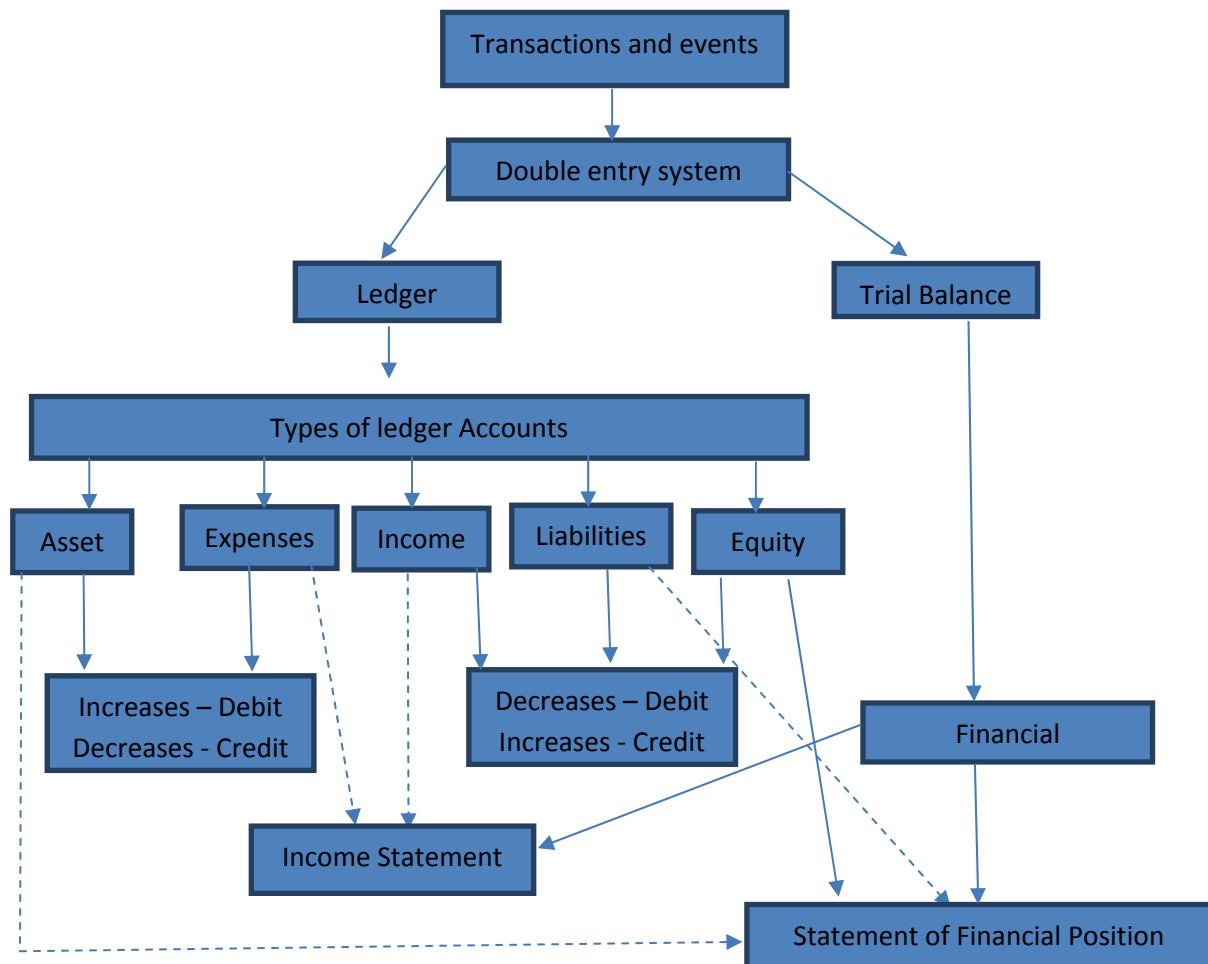 Transactions and events
Double entry system
Ledger
Trial Balance
Types of ledger Accounts
Asset
Expenses
Income
Liabilities
Equity
Increases – Debit
Decreases - Credit
Decreases – Debit
Increases - Credit
Financial
Income Statement
Statement of Financial Position